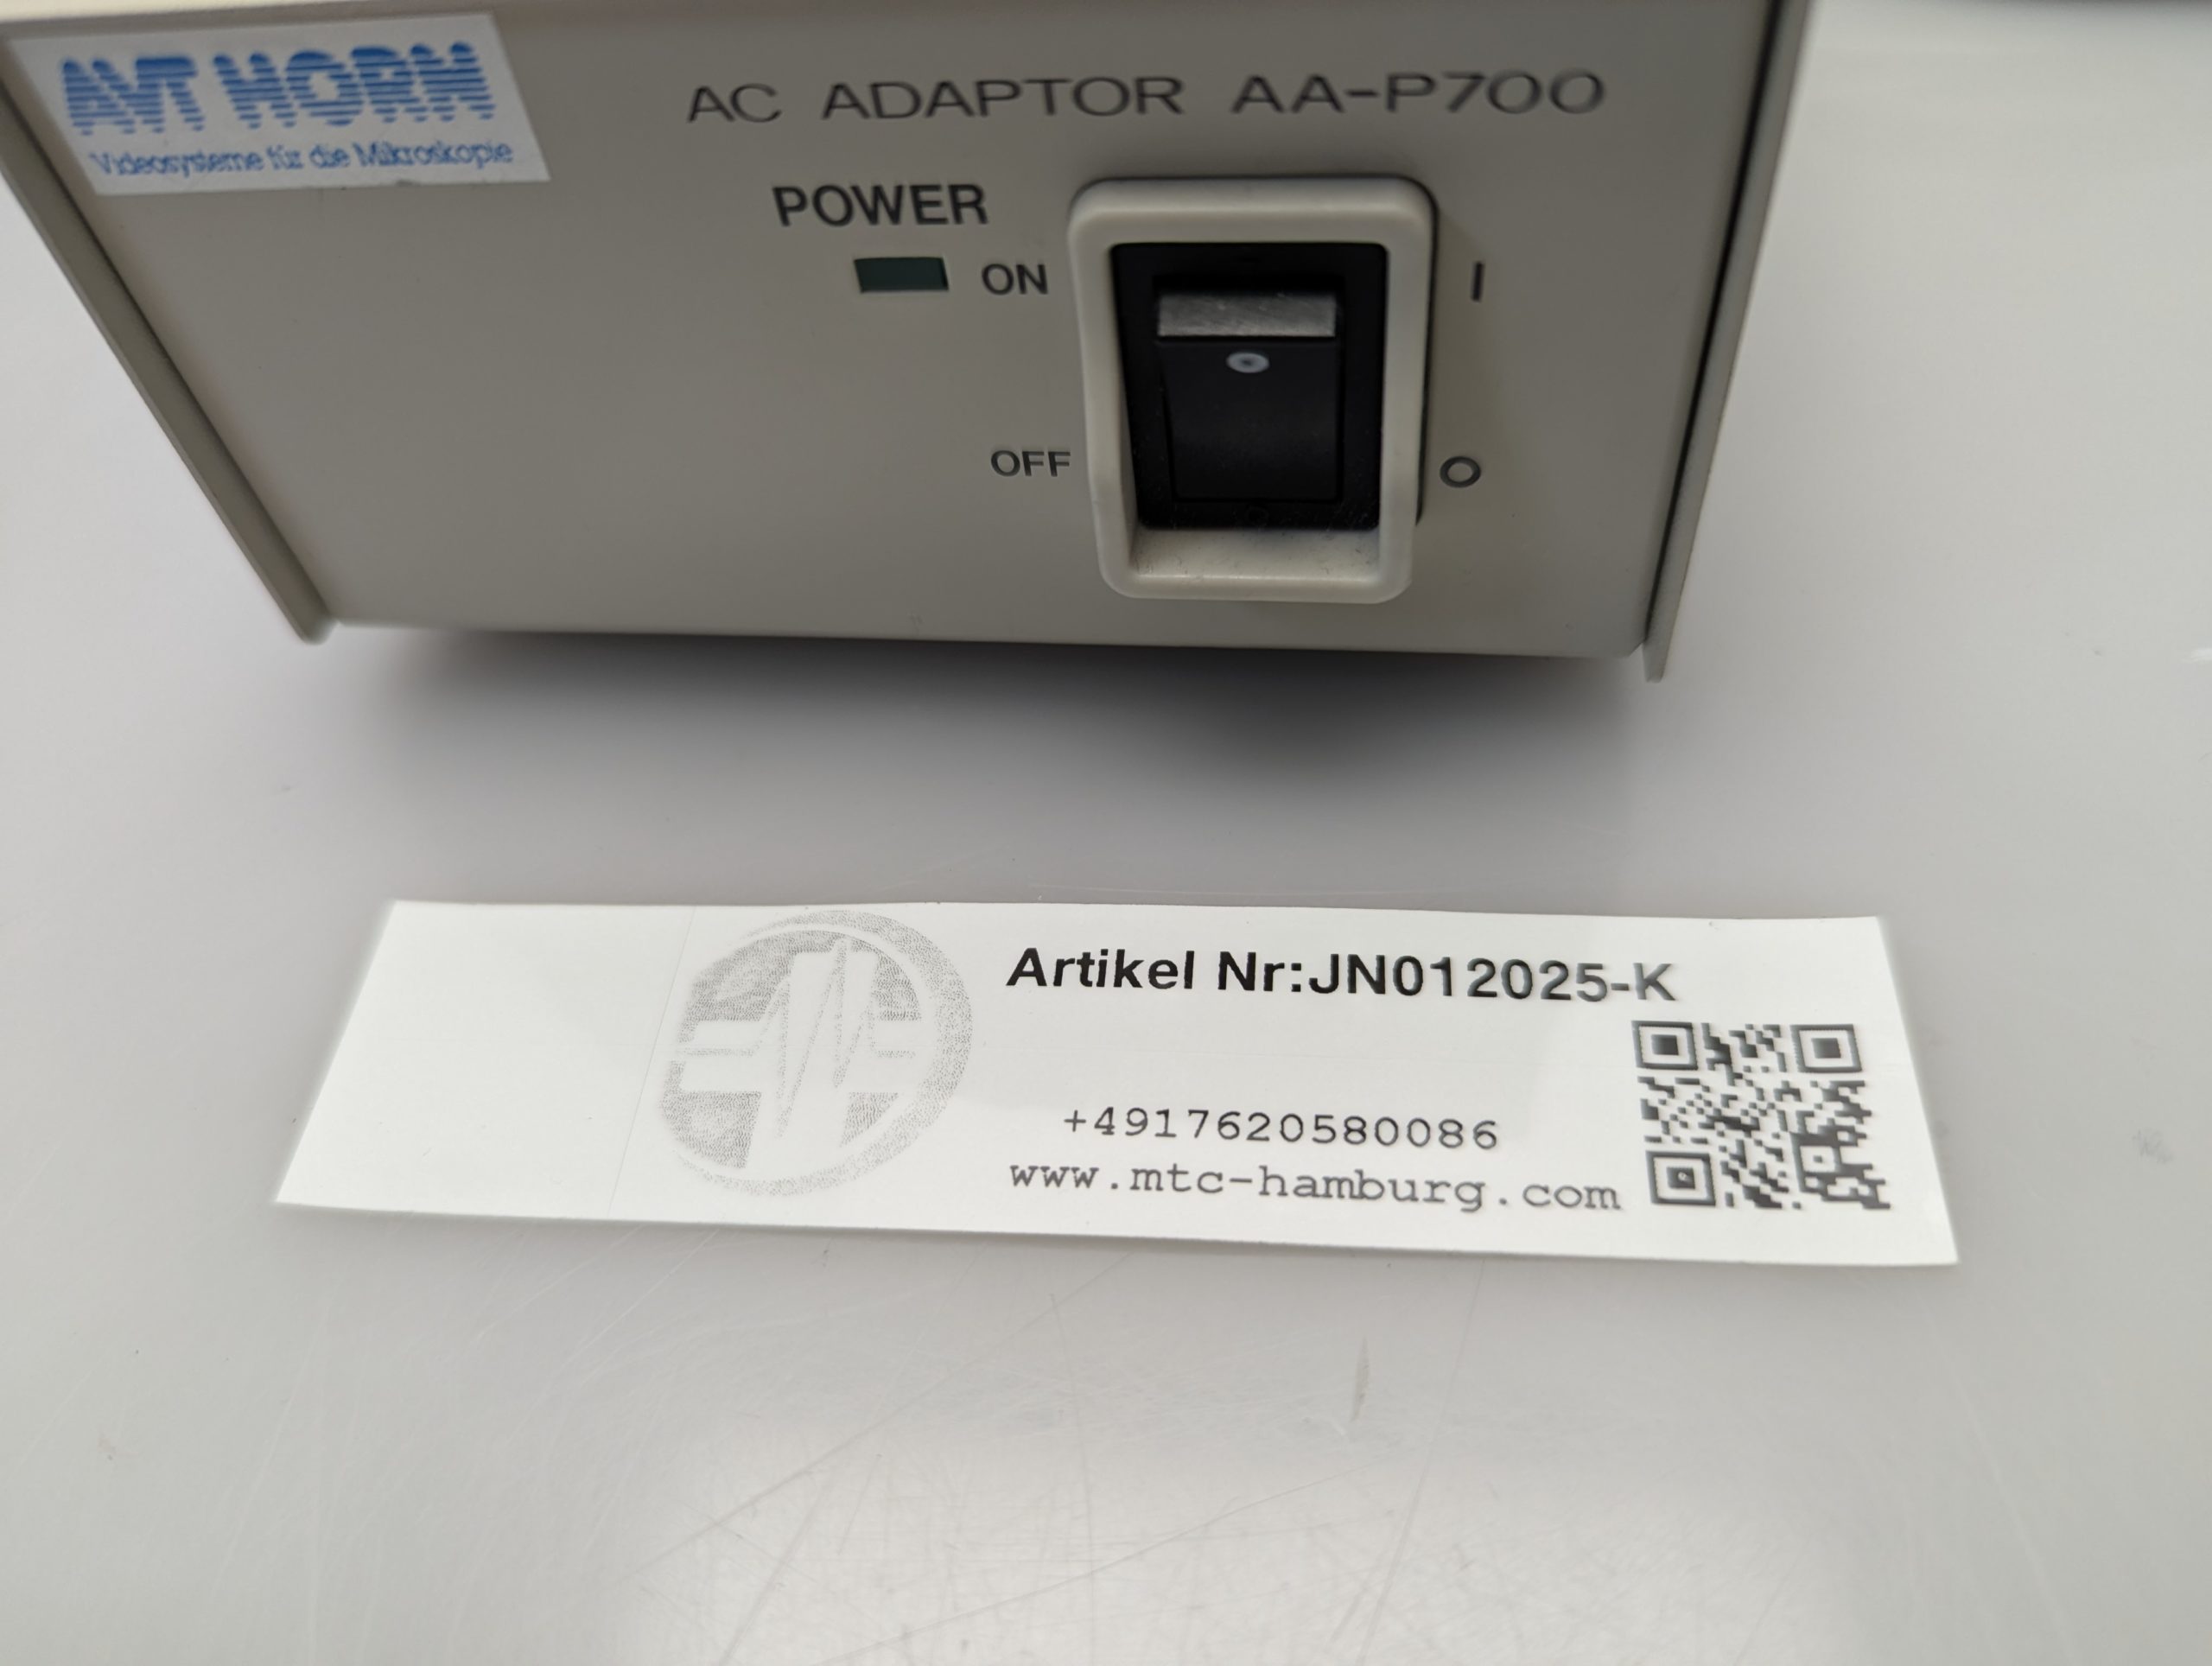 AVT HORN
Videosysteme für die Mikroskopie
AC ADAPTOR AA-P700
POWER
ON
I
OFF
O
Artikel Nr:JN012025-K
+4917620580086
www.mtc-hamburg.com